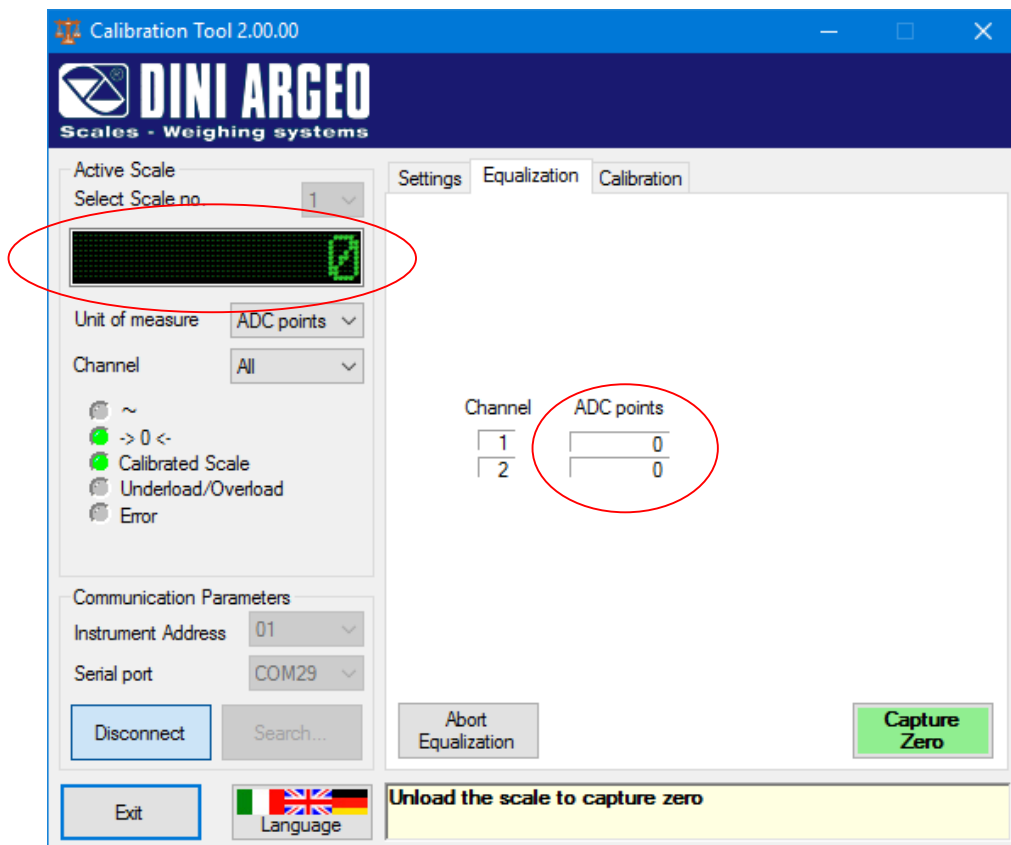 Calibration Tool 2.00.00
DINI ARGEO
Scales - Weighing systems
Active Scale
Select Scale no. 1
0
Unit of measure ADC points
Channel All
~
-> 0 <-
Calibrated Scale
Underload/Overload
Error
Communication Parameters
Instrument Address 01
Serial port COM29
Disconnect Search...
Exit
Language
Settings Equalization Calibration
Channel ADC points
1 0
2 0
Abort
Equalization
Capture
Zero
Unload the scale to capture zero